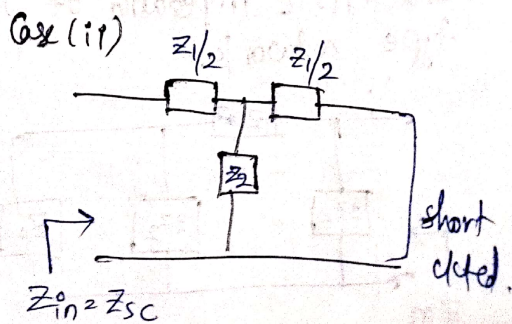 Case (ii)
Z1/2
Z1/2
Z2
short
ckted.
Zin = Zsc